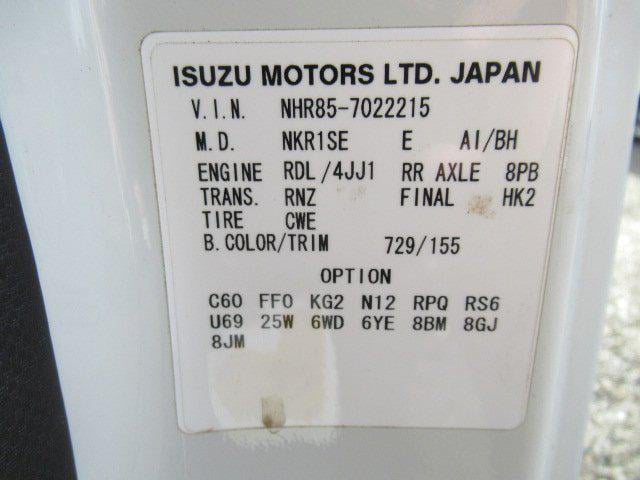 ISUZU MOTORS LTD. JAPAN
V.I.N. NHR85-7022215
M.D. NKR1SE E AI/BH
ENGINE RDL/4JJ1 RR AXLE 8PB
TRANS. RNZ FINAL HK2
TIRE CWE
B.COLOR/TRIM 729/155
OPTION
C60 FF0 KG2 N12 RPQ RS6
U69 25W 6WD 6YE 8BM 8GJ
8JM